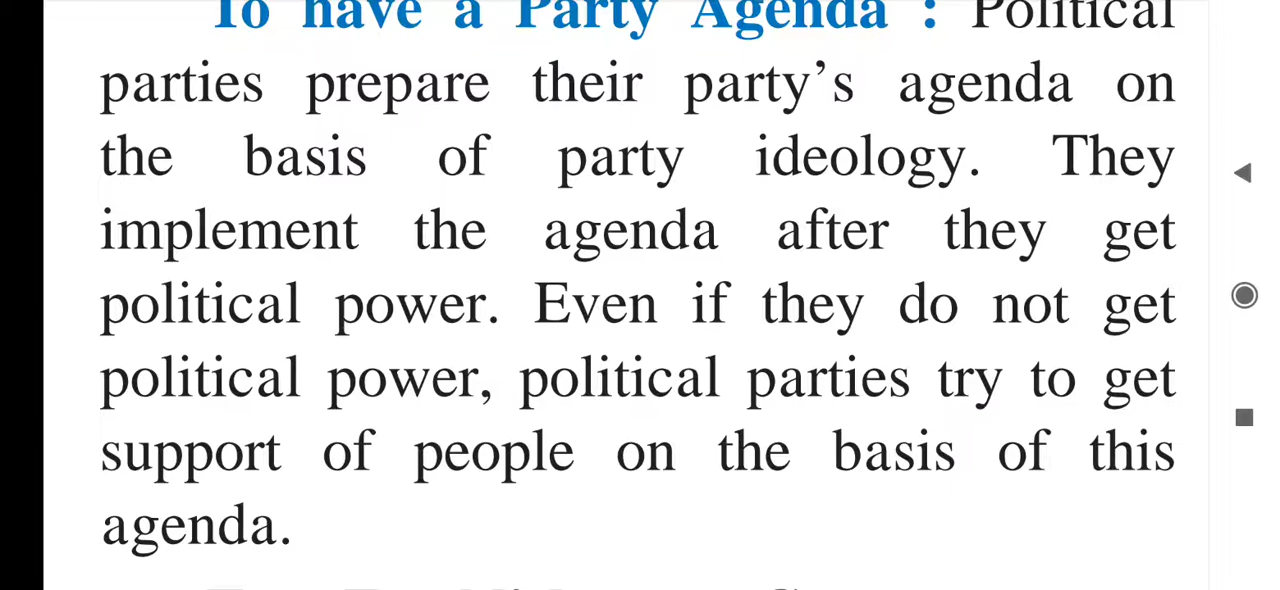 To have a Party Agenda : Political
parties prepare their party's agenda on
the basis of party ideology. They
implement the agenda after they get
political power. Even if they do not get
political power, political parties try to get
support of people on the basis of this
agenda.